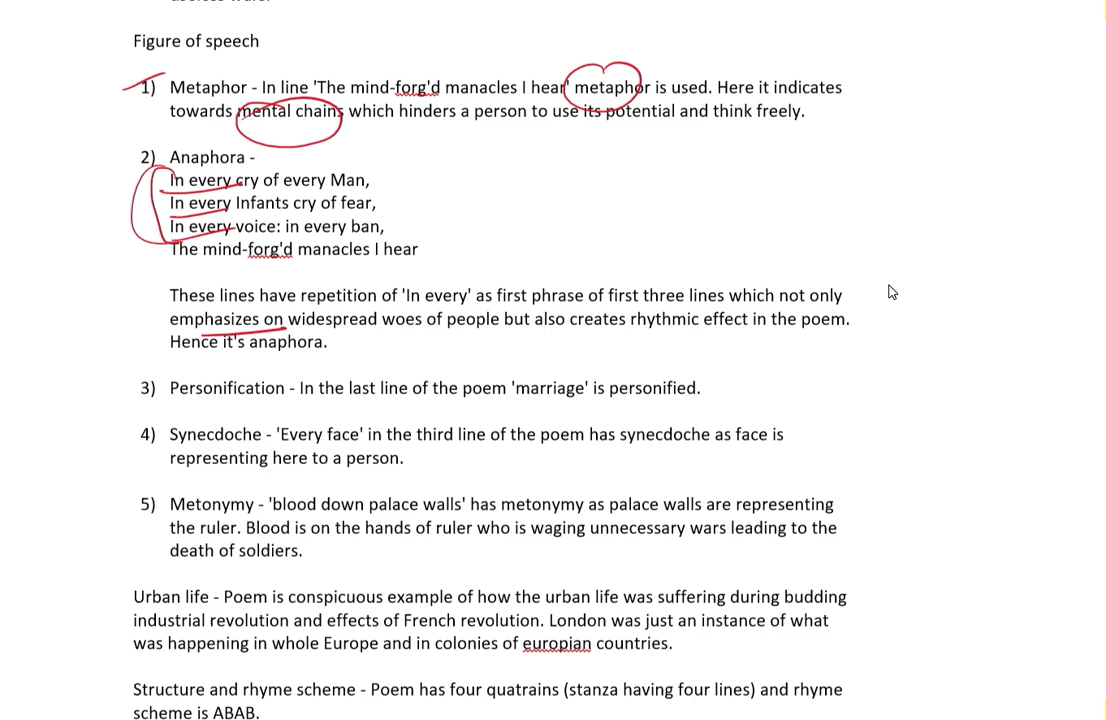 Figure of speech
1) Metaphor - In line 'The mind-forg'd manacles I hear' metaphor is used. Here it indicates
towards mental chains which hinders a person to use its potential and think freely.
2) Anaphora -
In every cry of every Man,
In every Infants cry of fear,
In every voice: in every ban,
The mind-forg'd manacles I hear
These lines have repetition of 'In every' as first phrase of first three lines which not only
emphasizes on widespread woes of people but also creates rhythmic effect in the poem.
Hence it's anaphora.
3) Personification - In the last line of the poem 'marriage' is personified.
4) Synecdoche - 'Every face' in the third line of the poem has synecdoche as face is
representing here to a person.
5) Metonymy - 'blood down palace walls' has metonymy as palace walls are representing
the ruler. Blood is on the hands of ruler who is waging unnecessary wars leading to the
death of soldiers.
Urban life - Poem is conspicuous example of how the urban life was suffering during budding
industrial revolution and effects of French revolution. London was just an instance of what
was happening in whole Europe and in colonies of europian countries.
Structure and rhyme scheme - Poem has four quatrains (stanza having four lines) and rhyme
scheme is ABAB.